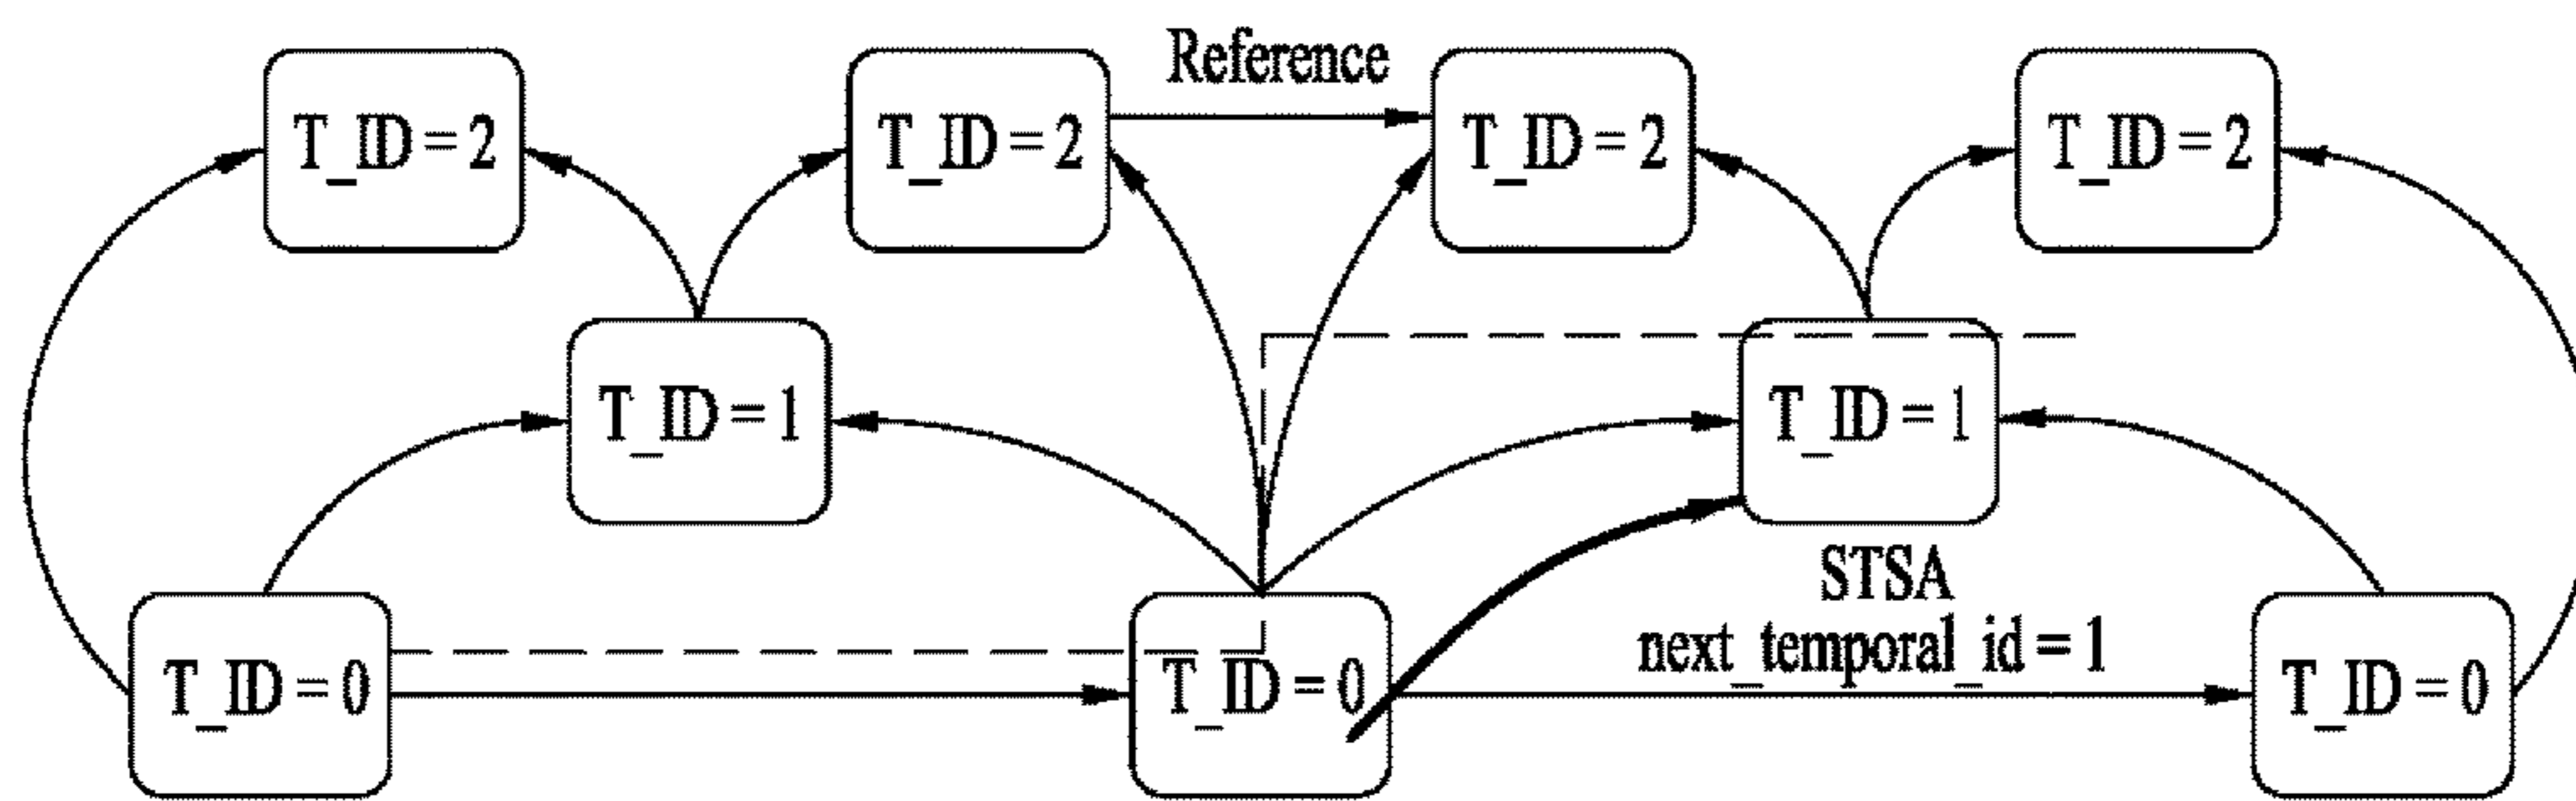 Reference
T_ID = 2
T_ID = 2
T_ID = 2
T_ID = 2
T_ID = 1
T_ID = 1
STSA
next_temporal_id = 1
T_ID = 0
T_ID = 0
T_ID = 0